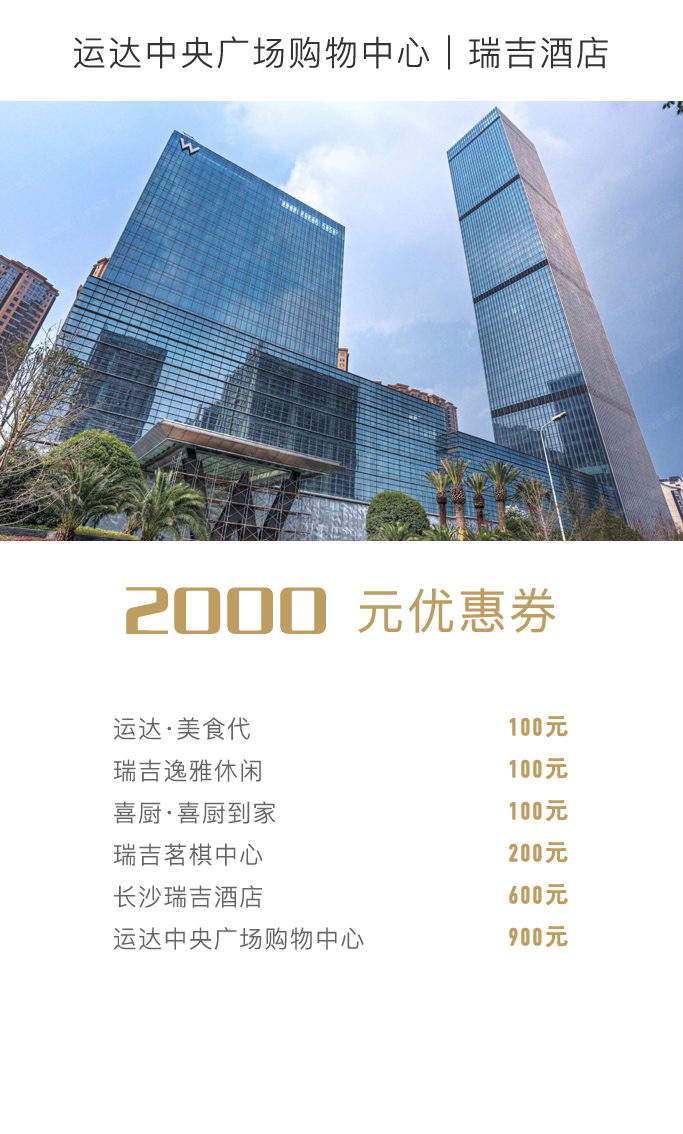 运达中央广场购物中心｜瑞吉酒店
W
2000 元优惠券
运达·美食代 100元
瑞吉逸雅休闲 100元
喜厨·喜厨到家 100元
瑞吉茗棋中心 200元
长沙瑞吉酒店 600元
运达中央广场购物中心 900元